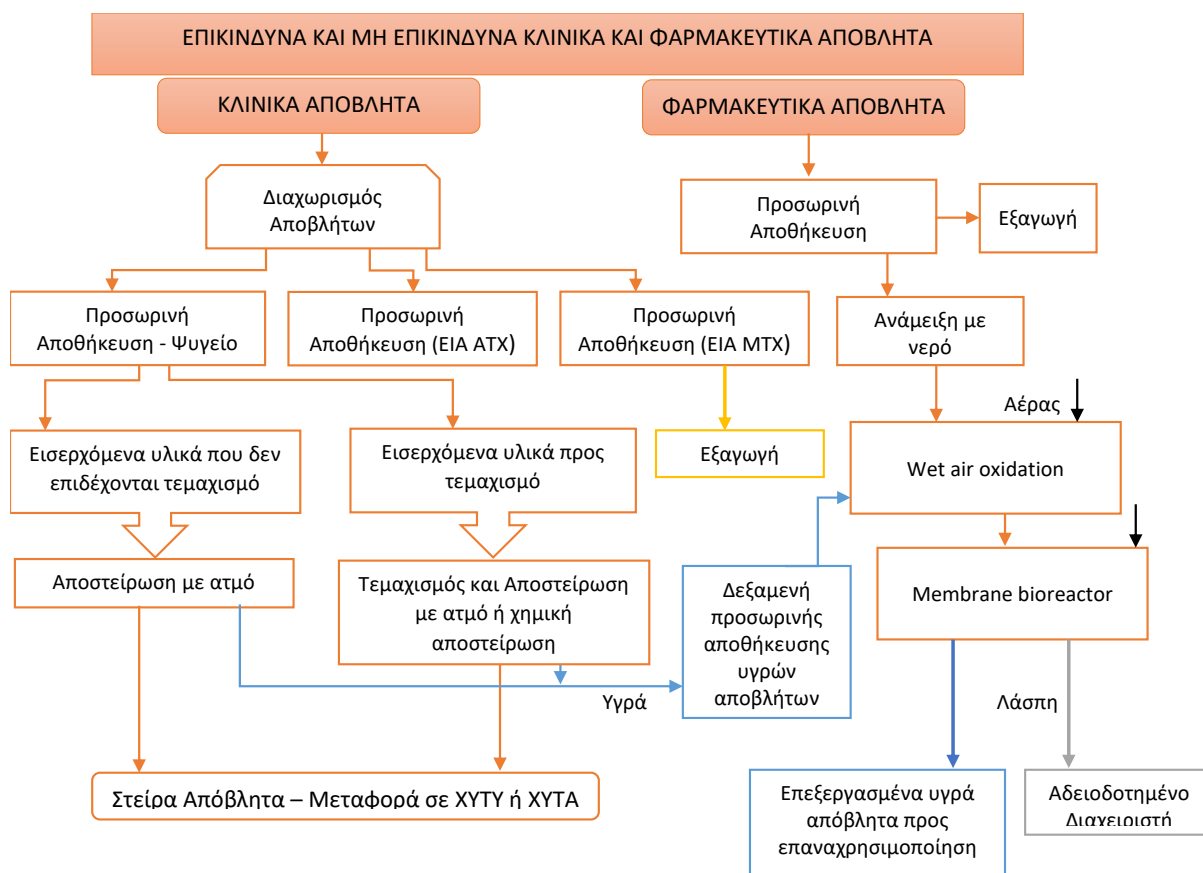 ΕΠΙΚΙΝΔΥΝΑ ΚΑΙ ΜΗ ΕΠΙΚΙΝΔΥΝΑ ΚΛΙΝΙΚΑ ΚΑΙ ΦΑΡΜΑΚΕΥΤΙΚΑ ΑΠΟΒΛΗΤΑ
ΚΛΙΝΙΚΑ ΑΠΟΒΛΗΤΑ
ΦΑΡΜΑΚΕΥΤΙΚΑ ΑΠΟΒΛΗΤΑ
Διαχωρισμός
Αποβλήτων
Προσωρινή
Αποθήκευση
Εξαγωγή
Προσωρινή
Αποθήκευση - Ψυγείο
Προσωρινή
Αποθήκευση (ΕΙΑ ΑΤΧ)
Προσωρινή
Αποθήκευση (ΕΙΑ ΜΤΧ)
Ανάμειξη με
νερό
Αέρας
Εισερχόμενα υλικά που δεν
επιδέχονται τεμαχισμό
Εισερχόμενα υλικά προς
τεμαχισμό
Εξαγωγή
Wet air oxidation
Αποστείρωση με ατμό
Τεμαχισμός και Αποστείρωση
με ατμό ή χημική
αποστείρωση
Δεξαμενή
προσωρινής
αποθήκευσης
υγρών
αποβλήτων
Membrane bioreactor
Υγρά
Λάσπη
Στείρα Απόβλητα – Μεταφορά σε ΧΥΤΥ ή ΧΥΤΑ
Επεξεργασμένα υγρά
απόβλητα προς
επαναχρησιμοποίηση
Αδειοδοτημένο
Διαχειριστή